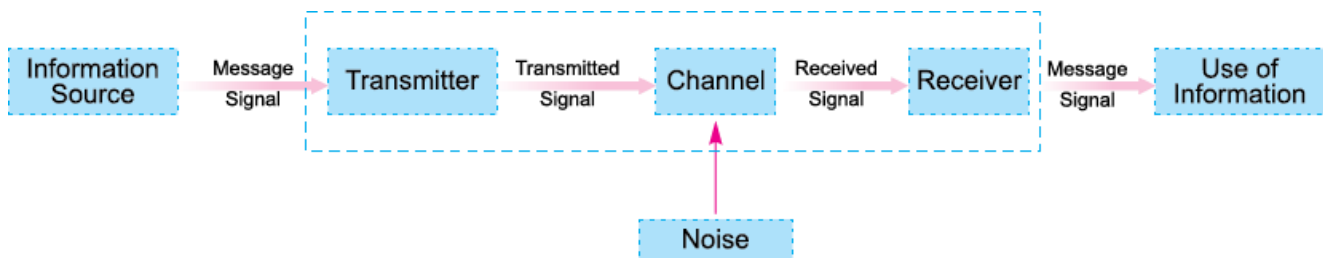 Information
Source
Message
Signal
Transmitter
Transmitted
Signal
Channel
Received
Signal
Receiver
Message
Signal
Use of
Information
Noise